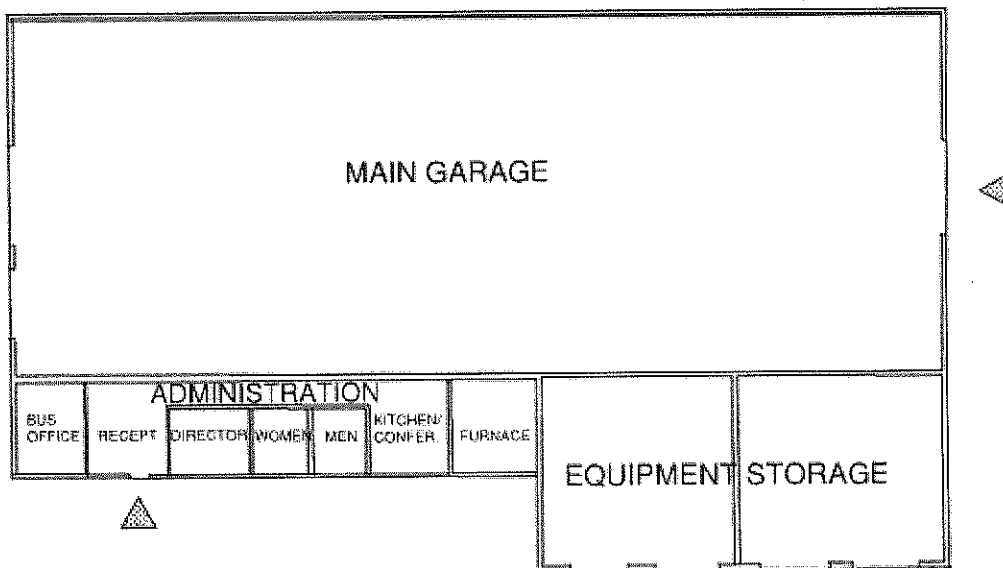 MAIN GARAGE
ADMINISTRATION
BUS
OFFICE
RECEPT
DIRECTOR
WOMEN
MEN
KITCHEN/
CONFER.
FURNACE
EQUIPMENT STORAGE